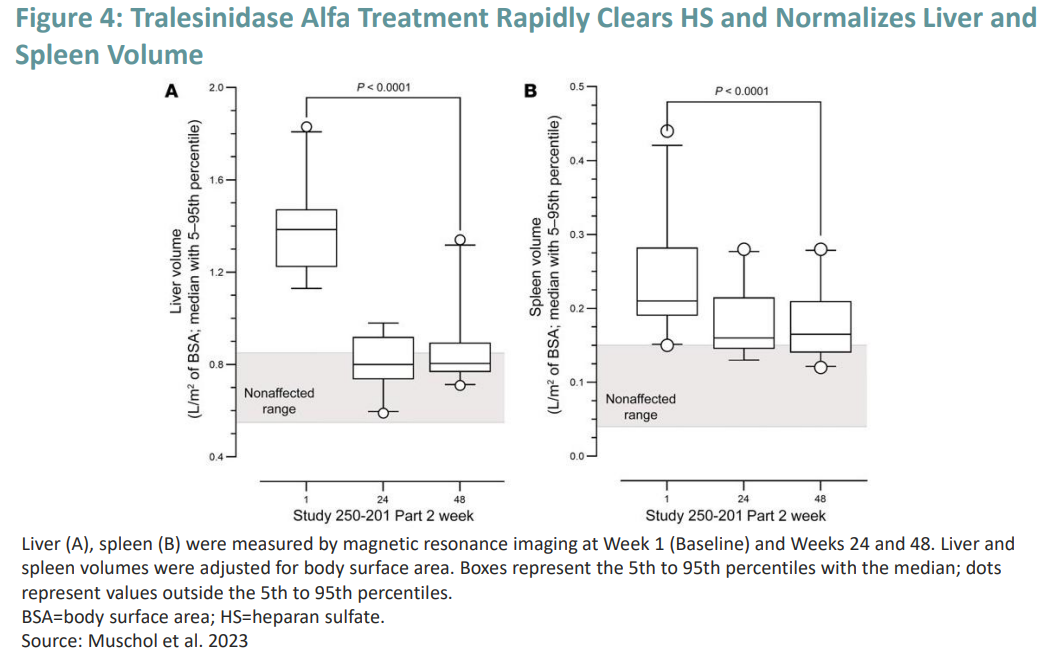 Figure 4: Tralesinidase Alfa Treatment Rapidly Clears HS and Normalizes Liver and
Spleen Volume
A
P < 0.0001
Liver volume
(L/m² of BSA; median with 5–95th percentile)
2.0
1.6
1.2
0.8
0.4
Nonaffected
range
1
24
48
Study 250-201 Part 2 week
B
P < 0.0001
Spleen volume
(L/m² of BSA; median with 5–95th percentile)
0.5
0.4
0.3
0.2
0.1
0.0
Nonaffected
range
1
24
48
Study 250-201 Part 2 week
Liver (A), spleen (B) were measured by magnetic resonance imaging at Week 1 (Baseline) and Weeks 24 and 48. Liver and
spleen volumes were adjusted for body surface area. Boxes represent the 5th to 95th percentiles with the median; dots
represent values outside the 5th to 95th percentiles.
BSA=body surface area; HS=heparan sulfate.
Source: Muschol et al. 2023